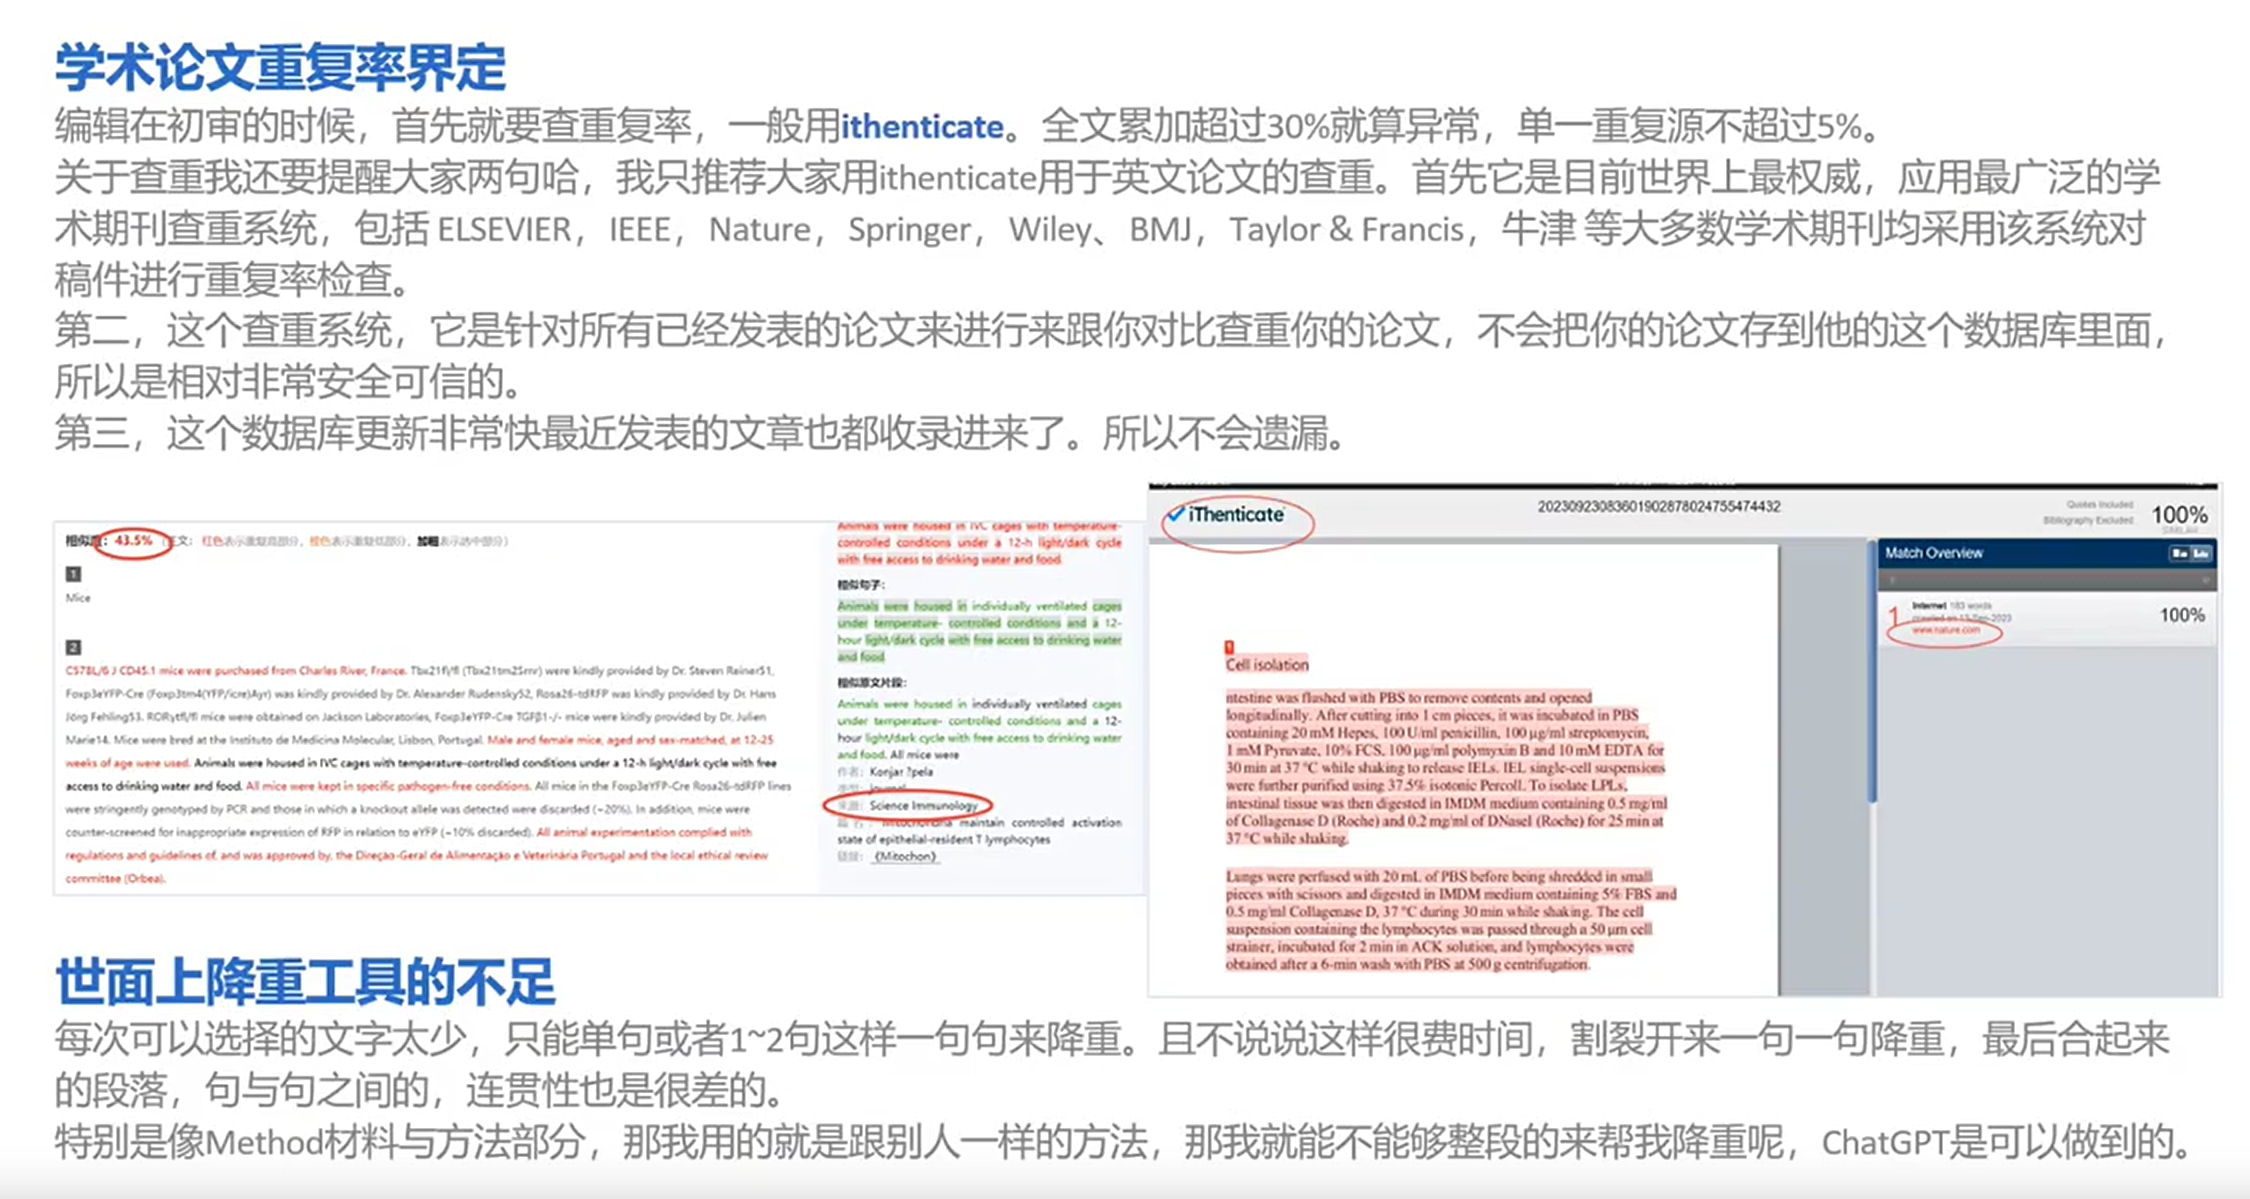 学术论文重复率界定
编辑在初审的时候，首先就要查重复率，一般用ithenticate。全文累加超过30%就算异常，单一重复源不超过5%。
关于查重我还要提醒大家两句哈，我只推荐大家用ithenticate用于英文论文的查重。首先它是目前世界上最权威，应用最广泛的学
术期刊查重系统，包括 ELSEVIER，IEEE，Nature，Springer，Wiley、BMJ，Taylor & Francis，牛津 等大多数学术期刊均采用该系统对
稿件进行重复率检查。
第二，这个查重系统，它是针对所有已经发表的论文来进行来跟你对比查重你的论文，不会把你的论文存到他的这个数据库里面，
所以是相对非常安全可信的。
第三，这个数据库更新非常快最近发表的文章也都收录进来了。所以不会遗漏。
43.5%
红色表示重复高部分，橙色表示重复低部分，加粗表示选中部分）
1
Mice
2
C57BL/6 J CD45.1 mice were purchased from Charles River, France. Tbx21fl/fl (Tbx21tm2Srnr) were kindly provided by Dr. Steven Reiner51,
Foxp3eYFP-Cre (Foxp3tm4(YFP/icre)Ayr) was kindly provided by Dr. Alexander Rudensky52, Rosa26-tdRFP was kindly provided by Dr. Hans
Jörg Fehling53. RORγtfl/fl mice were obtained on Jackson Laboratories, Foxp3eYFP-Cre TGFβ1-/- mice were kindly provided by Dr. Julien
Marie14. Mice were bred at the Instituto de Medicina Molecular, Lisbon, Portugal. Male and female mice, aged and sex-matched, at 12-25
weeks of age were used. Animals were housed in IVC cages with temperature-controlled conditions under a 12-h light/dark cycle with free
access to drinking water and food. All mice were kept in specific pathogen-free conditions. All mice in the Foxp3eYFP-Cre Rosa26-tdRFP lines
were stringently genotyped by PCR and those in which a knockout allele was detected were discarded (~20%). In addition, mice were
counter-screened for inappropriate expression of RFP in relation to eYFP (~10% discarded). All animal experimentation complied with
regulations and guidelines of, and was approved by, the Direção-Geral de Alimentação e Veterinária Portugal and the local ethical review
committee (Orbea).
Animals were housed in IVC cages with temperature-
controlled conditions under a 12-h light/dark cycle
with free access to drinking water and food.
相似句子：
Animals were housed in individually ventilated cages
under temperature- controlled conditions and a 12-
hour light/dark cycle with free access to drinking water
and food
相似原文片段：
Animals were housed in individually ventilated cages
under temperature- controlled conditions and a 12-
hour light/dark cycle with free access to drinking water
and food. All mice were
作者： Konjar ?pela
Journal
来源： Science Immunology
Mitochondria maintain controlled activation
state of epithelial-resident T lymphocytes
链接： {Mitochon}
iThenticate
20230923083601902878024755474432
Quotes Included
Bibliography Excluded
100%
SIMILAR
Match Overview
1
Internet 183 words
crawled on 13-Sep-2023
www.nature.com
100%
1
Cell isolation
ntestine was flushed with PBS to remove contents and opened
longitudinally. After cutting into 1 cm pieces, it was incubated in PBS
containing 20 mM Hepes, 100 U/ml penicillin, 100 μg/ml streptomycin,
1 mM Pyruvate, 10% FCS, 100 μg/ml polymyxin B and 10 mM EDTA for
30 min at 37 °C while shaking to release IELs. IEL single-cell suspensions
were further purified using 37.5% isotonic Percoll. To isolate LPLs,
intestinal tissue was then digested in IMDM medium containing 0.5 mg/ml
of Collagenase D (Roche) and 0.2 mg/ml of DNaseI (Roche) for 25 min at
37 °C while shaking.
Lungs were perfused with 20 mL of PBS before being shredded in small
pieces with scissors and digested in IMDM medium containing 5% FBS and
0.5 mg/ml Collagenase D, 37 °C during 30 min while shaking. The cell
suspension containing the lymphocytes was passed through a 50 μm cell
strainer, incubated for 2 min in ACK solution, and lymphocytes were
obtained after a 6-min wash with PBS at 500 g centrifugation.
世面上降重工具的不足
每次可以选择的文字太少，只能单句或者1~2句这样一句句来降重。且不说说这样很费时间，割裂开来一句一句降重，最后合起来
的段落，句与句之间的，连贯性也是很差的。
特别是像Method材料与方法部分，那我用的就是跟别人一样的方法，那我就能不能够整段的来帮我降重呢，ChatGPT是可以做到的。